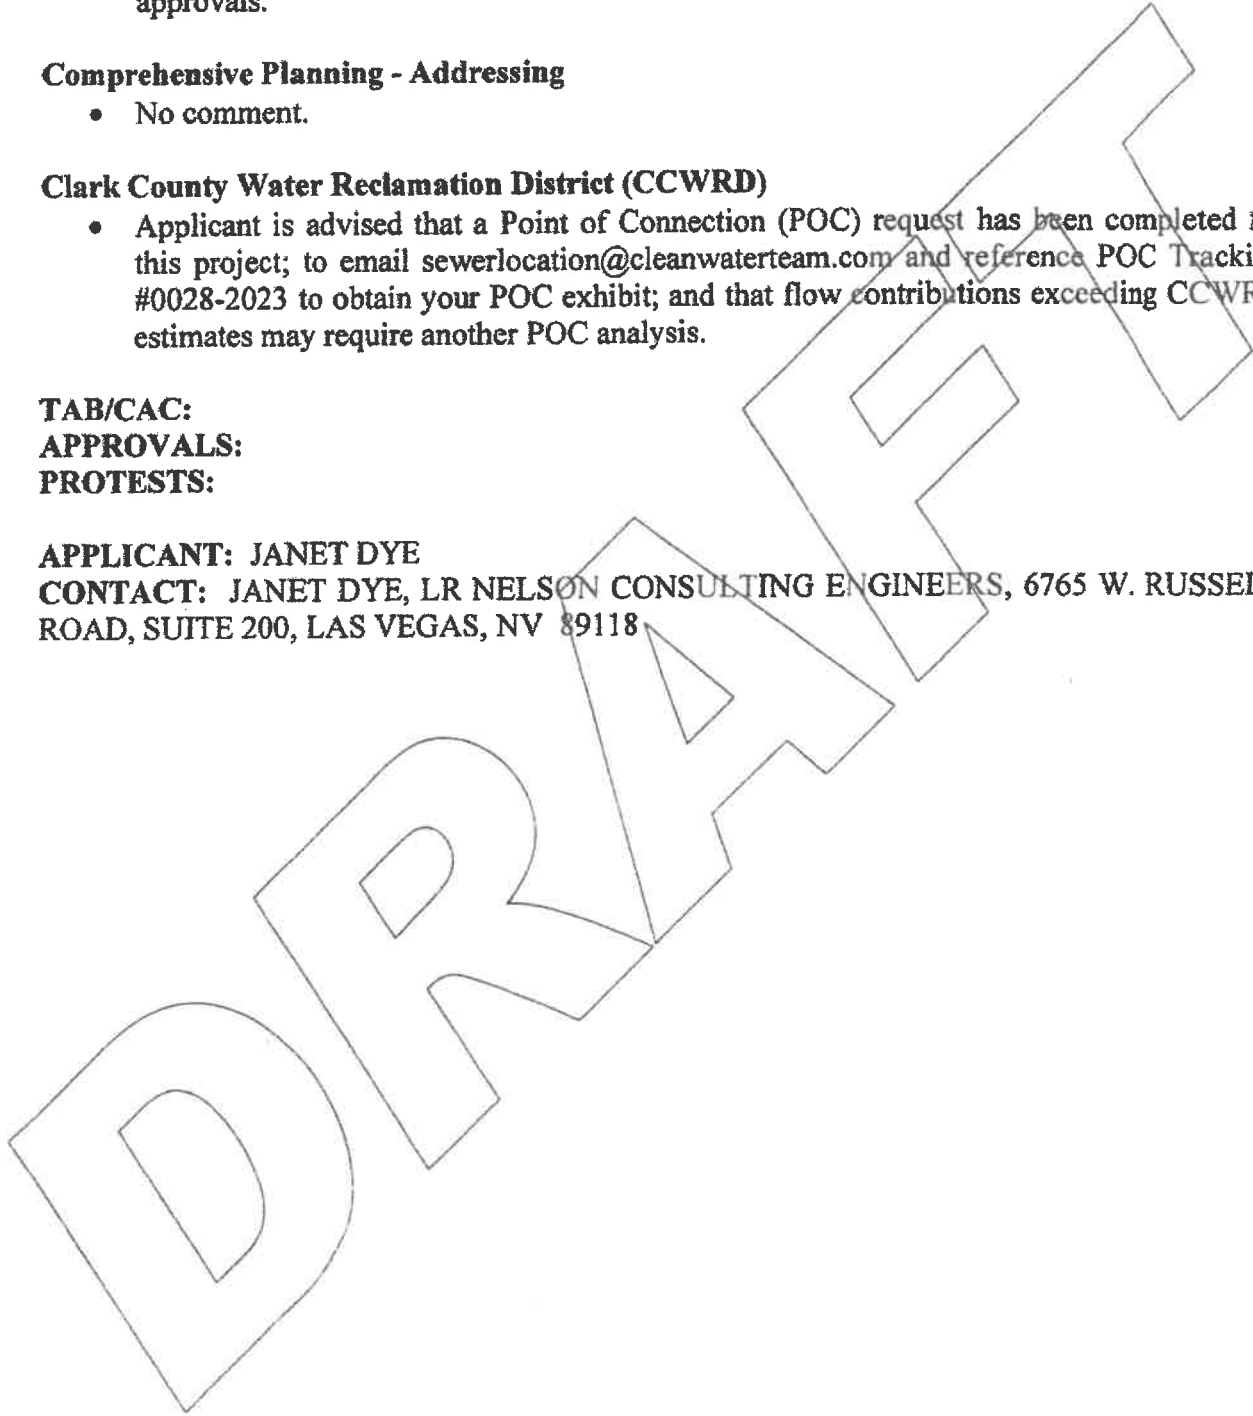 approvals.
Comprehensive Planning - Addressing
• No comment.
Clark County Water Reclamation District (CCWRD)
• Applicant is advised that a Point of Connection (POC) request has been completed
this project; to email sewerlocation@cleanwaterteam.com and reference POC Tracki
#0028-2023 to obtain your POC exhibit; and that flow contributions exceeding CCWR
estimates may require another POC analysis.
TAB/CAC:
APPROVALS:
PROTESTS:
APPLICANT: JANET DYE
CONTACT: JANET DYE, LR NELSON CONSULTING ENGINEERS, 6765 W. RUSSEL
ROAD, SUITE 200, LAS VEGAS, NV 89118
DRAFT